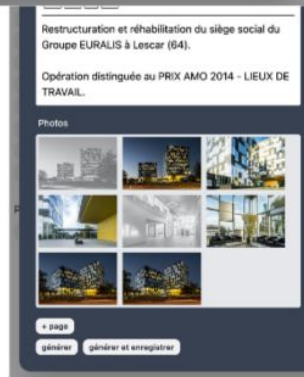 Restructuration et réhabilitation du siège social du
Groupe EURALIS à Lescar (64).
Opération distinguée au PRIX AMO 2014 - LIEUX DE
TRAVAIL.
Photos
+ page
générer
générer et enregistrer